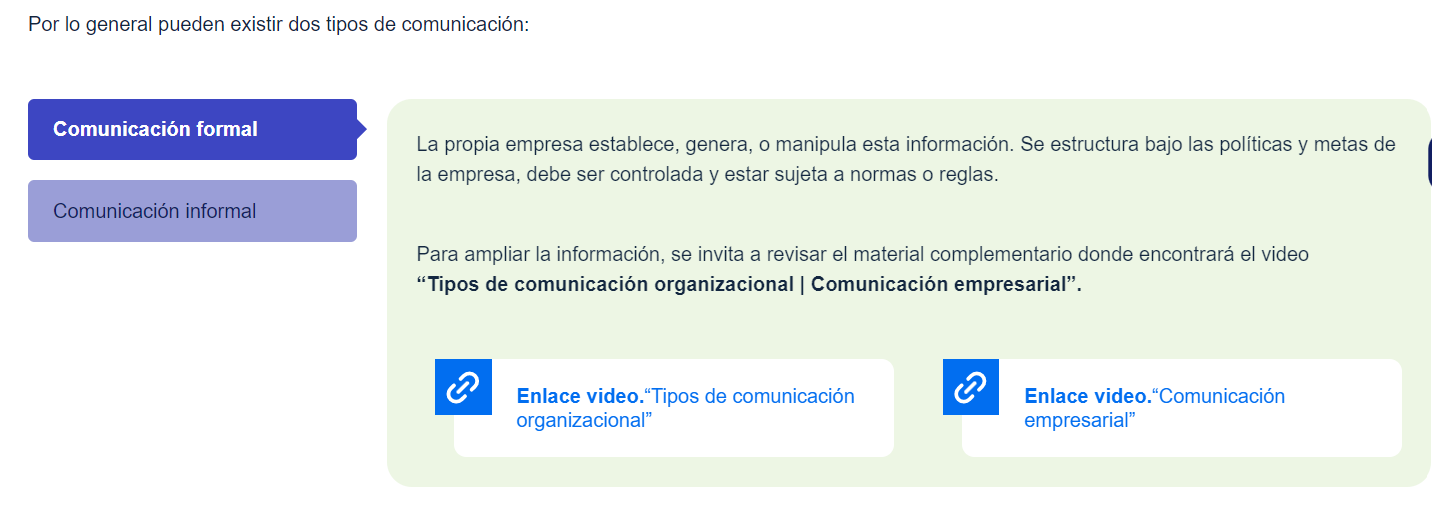 Por lo general pueden existir dos tipos de comunicación:
Comunicación formal
Comunicación informal
La propia empresa establece, genera, o manipula esta información. Se estructura bajo las políticas y metas de
la empresa, debe ser controlada y estar sujeta a normas o reglas.
Para ampliar la información, se invita a revisar el material complementario donde encontrará el video
“Tipos de comunicación organizacional | Comunicación empresarial”.
Enlace video.“Tipos de comunicación
organizacional”
Enlace video.“Comunicación
empresarial”